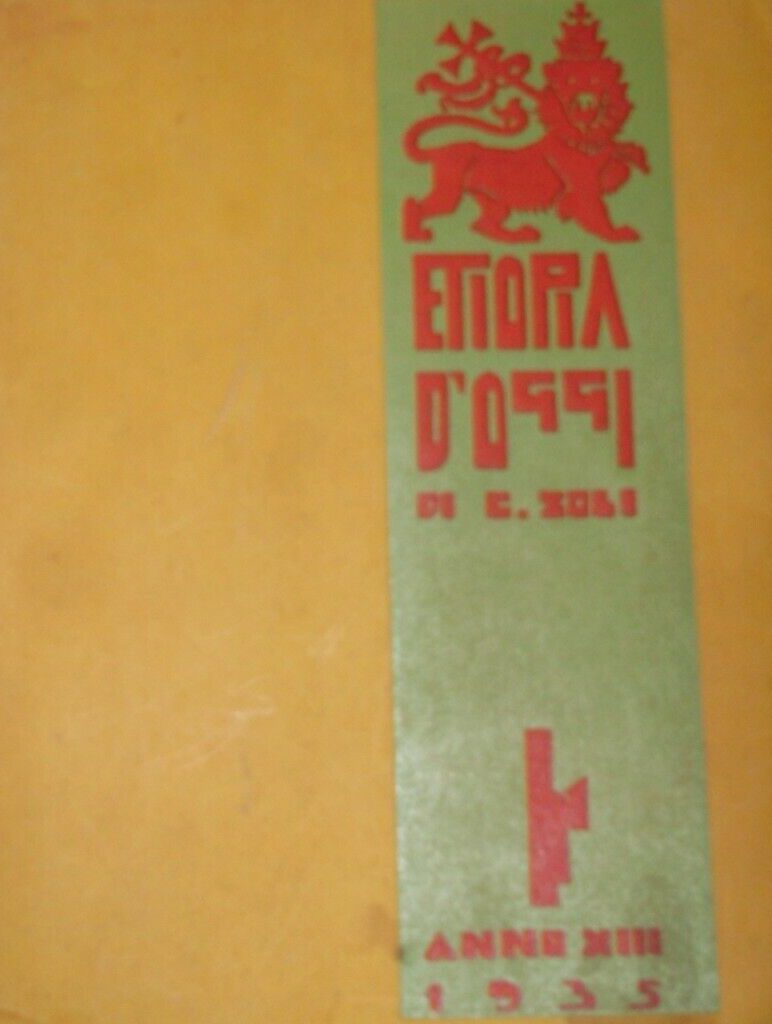 ETIOPIA
D'OGGI
DI C. ZOLI
ANNO XIII
1935